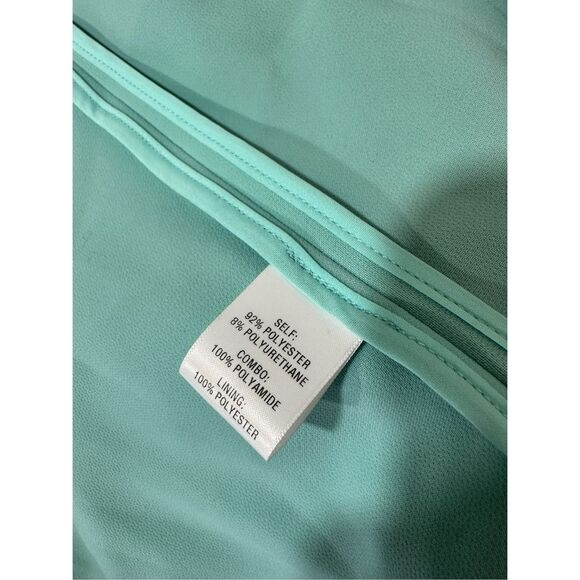 SELF:
92% POLYESTER
8% POLYURETHANE
COMBO:
100% POLYAMIDE
LINING:
100% POLYESTER